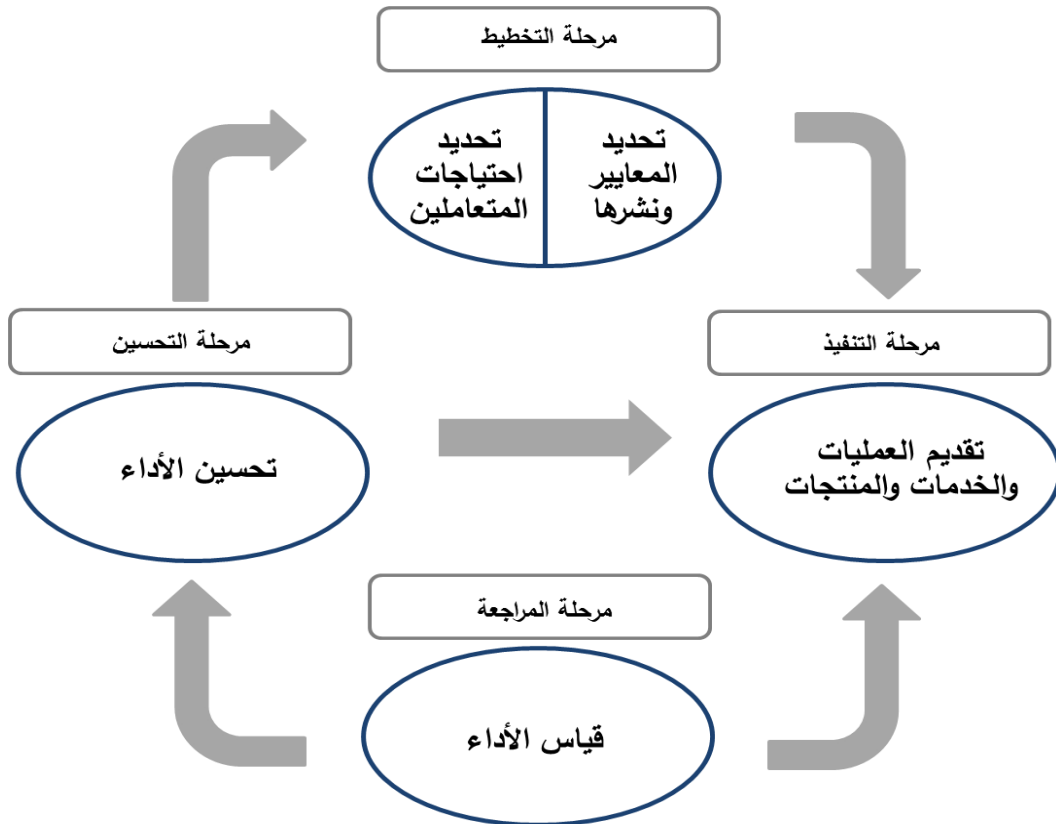 مرحلة التخطيط
تحديد
المعايير
ونشرها
تحديد
احتياجات
المتعاملين
مرحلة التنفيذ
تقديم العمليات
والخدمات والمنتجات
مرحلة التحسين
تحسين الأداء
مرحلة المراجعة
قياس الأداء